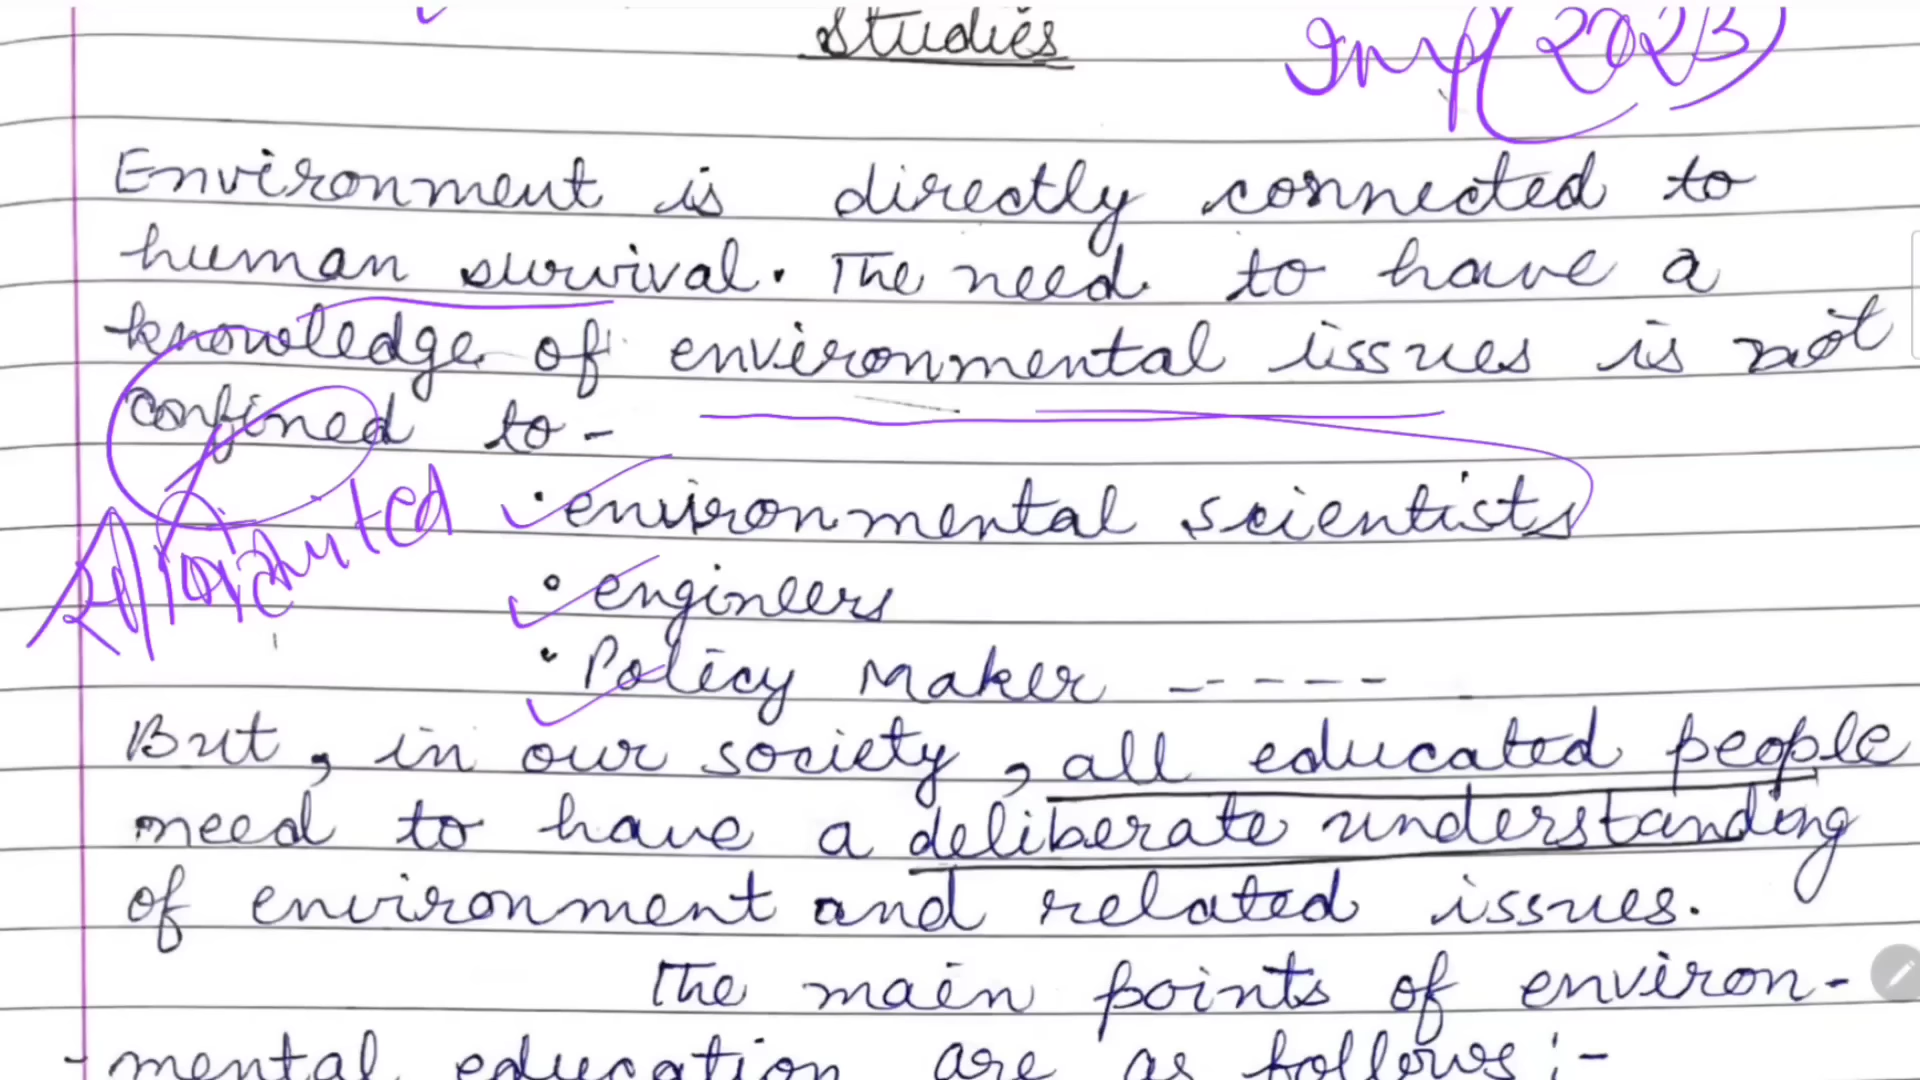 Studies
Imp (2023)
Environment is directly connected to
human survival. The need to have a
knowledge of environmental issues is not
confined to -
• environmental scientists
• engineers
• Policy Maker -----
But, in our society, all educated people
need to have a deliberate understanding
of environment and related issues.
The main points of environ-
-mental education are as follows :-